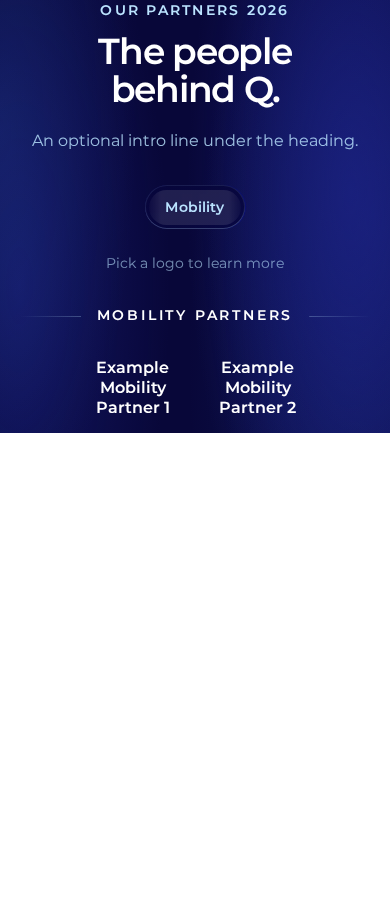 OUR PARTNERS 2026
The people
behind Q.
An optional intro line under the heading.
Mobility
Pick a logo to learn more
MOBILITY PARTNERS
Example
Mobility
Partner 1
Example
Mobility
Partner 2